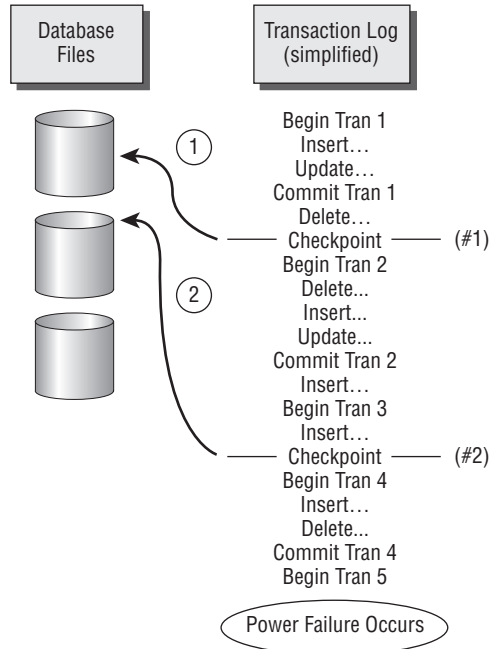 Database
Files
Transaction Log
(simplified)
Begin Tran 1
Insert…
Update…
Commit Tran 1
Delete…
Checkpoint (#1)
Begin Tran 2
Delete...
Insert...
Update...
Commit Tran 2
Insert…
Begin Tran 3
Insert…
Checkpoint (#2)
Begin Tran 4
Insert…
Delete...
Commit Tran 4
Begin Tran 5
Power Failure Occurs
1
2